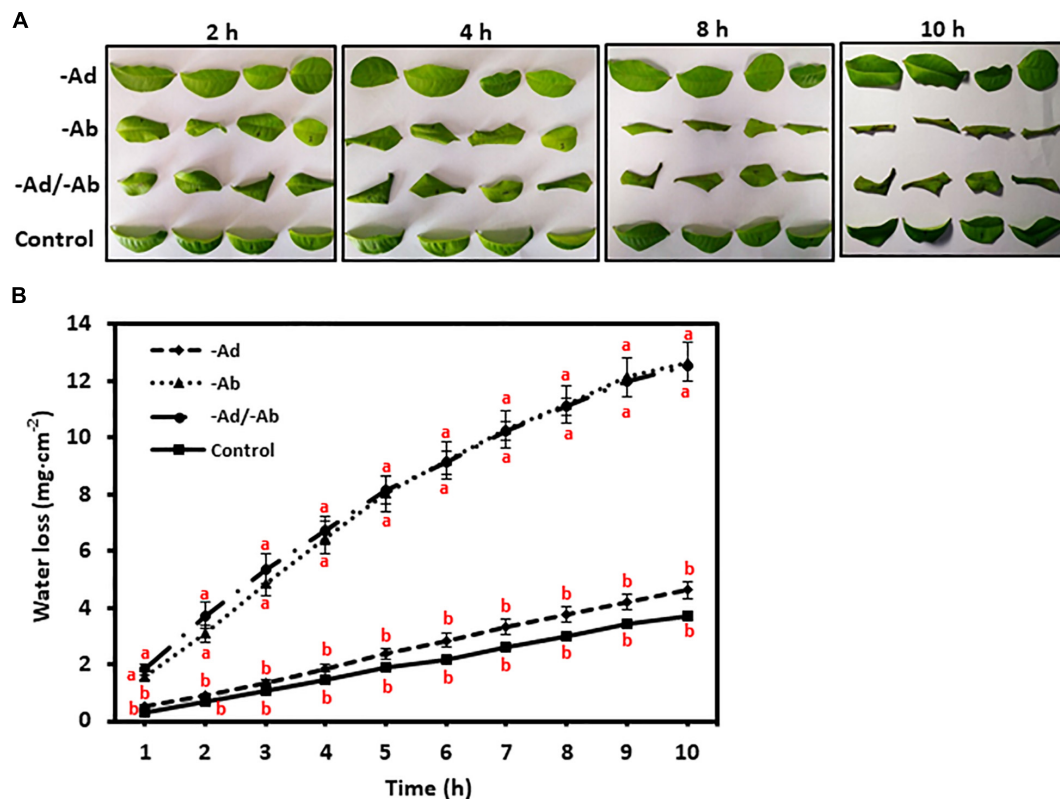 A
2 h 4 h 8 h 10 h
-Ad
-Ab
-Ad/-Ab
Control
B
14
12
10
8
6
4
2
0
Water loss (mg·cm⁻²)
-Ad
-Ab
-Ad/-Ab
Control
a a a a a a a a a a
a a a a a a a a a a
b b b b b b b b b b
b b b b b b b b b b
1 2 3 4 5 6 7 8 9 10
Time (h)